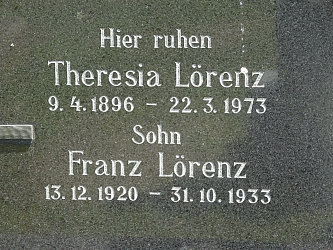 Hier ruhen
Theresia Lörenz
9.4.1896 – 22.3.1973
Sohn
Franz Lörenz
13.12.1920 – 31.10.1933